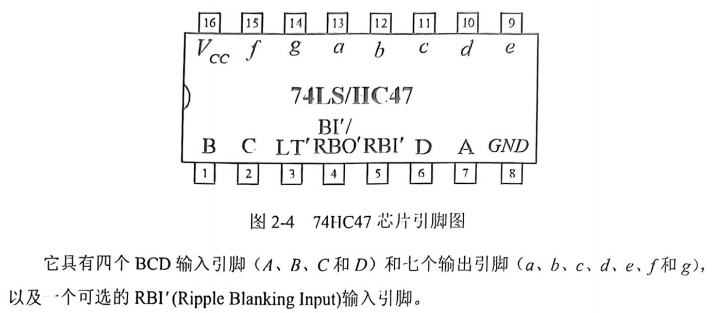 16 15 14 13 12 11 10 9
VCC f g a b c d e
74LS/HC47
BI′/
B C LT′ RBO′ RBI′ D A GND
1 2 3 4 5 6 7 8
图 2-4 74HC47 芯片引脚图
它具有四个 BCD 输入引脚（A、B、C 和 D）和七个输出引脚（a、b、c、d、e、f 和 g），
以及一个可选的 RBI′(Ripple Blanking Input)输入引脚。